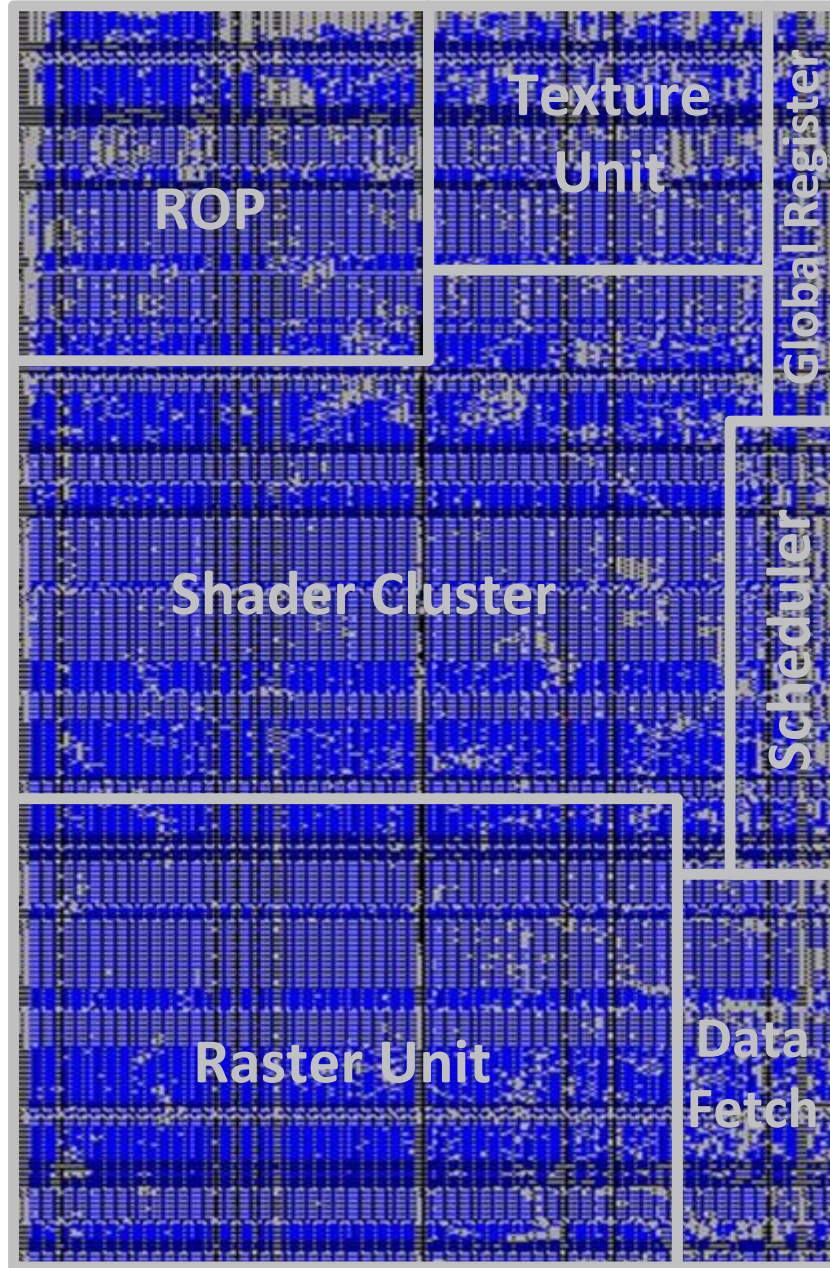 Texture
Unit
Global Register
ROP
Shader Cluster
Scheduler
Raster Unit
Data
Fetch